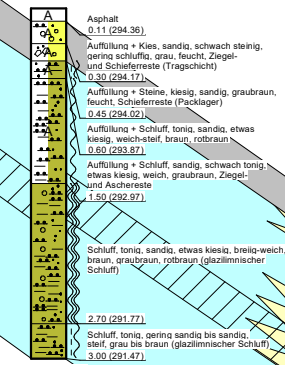 A
Asphalt
0.11 (294.36)
A
Auffüllung + Kies, sandig, schwach steinig,
gering schluffig, grau, feucht, Ziegel-
und Schieferreste (Tragschicht)
0.30 (294.17)
A
Auffüllung + Steine, kiesig, sandig, graubraun,
feucht, Schieferreste (Packlager)
0.45 (294.02)
A
Auffüllung + Schluff, tonig, sandig, etwas
kiesig, weich-steif, braun, rotbraun
0.60 (293.87)
A
Auffüllung + Schluff, sandig, schwach tonig,
etwas kiesig, weich, graubraun, Ziegel-
und Aschereste
1.50 (292.97)
Schluff, tonig, sandig, etwas kiesig, breiig-weich,
braun, graubraun, rotbraun (glazilimnischer
Schluff)
2.70 (291.77)
Schluff, tonig, gering sandig bis sandig,
steif, grau bis braun (glazilimnischer Schluff)
3.00 (291.47)